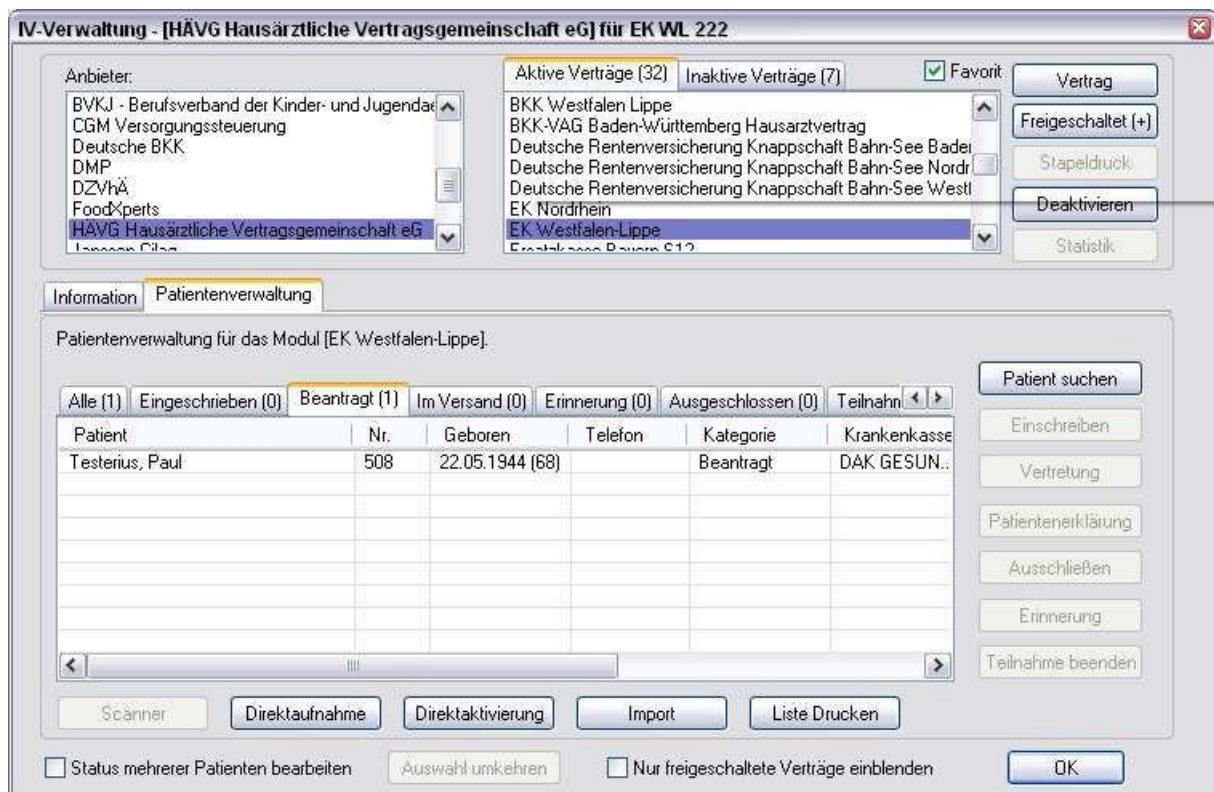 IV-Verwaltung - [HÄVG Hausärztliche Vertragsgemeinschaft eG] für EK WL 222
Anbieter:
BVKJ - Berufsverband der Kinder- und Jugendae
CGM Versorgungssteuerung
Deutsche BKK
DMP
DZVhÄ
FoodXperts
HÄVG Hausärztliche Vertragsgemeinschaft eG
Janssen Cilag
Aktive Verträge (32) Inaktive Verträge (7)
Favorit
BKK Westfalen Lippe
BKK-VAG Baden-Württemberg Hausarztvertrag
Deutsche Rentenversicherung Knappschaft Bahn-See Bader
Deutsche Rentenversicherung Knappschaft Bahn-See Nordr
Deutsche Rentenversicherung Knappschaft Bahn-See Westf
EK Nordrhein
EK Westfalen-Lippe
Ersatzkasse Bayern S12
Vertrag
Freigeschaltet (+)
Stapeldruck
Deaktivieren
Statistik
Information Patientenverwaltung
Patientenverwaltung für das Modul [EK Westfalen-Lippe].
Alle (1) Eingeschrieben (0) Beantragt (1) Im Versand (0) Erinnerung (0) Ausgeschlossen (0) Teilnahm
Patient Nr. Geboren Telefon Kategorie Krankenkasse
Testerius, Paul 508 22.05.1944 (68) Beantragt DAK GESUN...
Patient suchen
Einschreiben
Vertretung
Patientenerklärung
Ausschließen
Erinnerung
Teilnahme beenden
Scanner Direktaufnahme Direktaktivierung Import Liste Drucken
Status mehrerer Patienten bearbeiten Auswahl umkehren Nur freigeschaltete Verträge einblenden OK